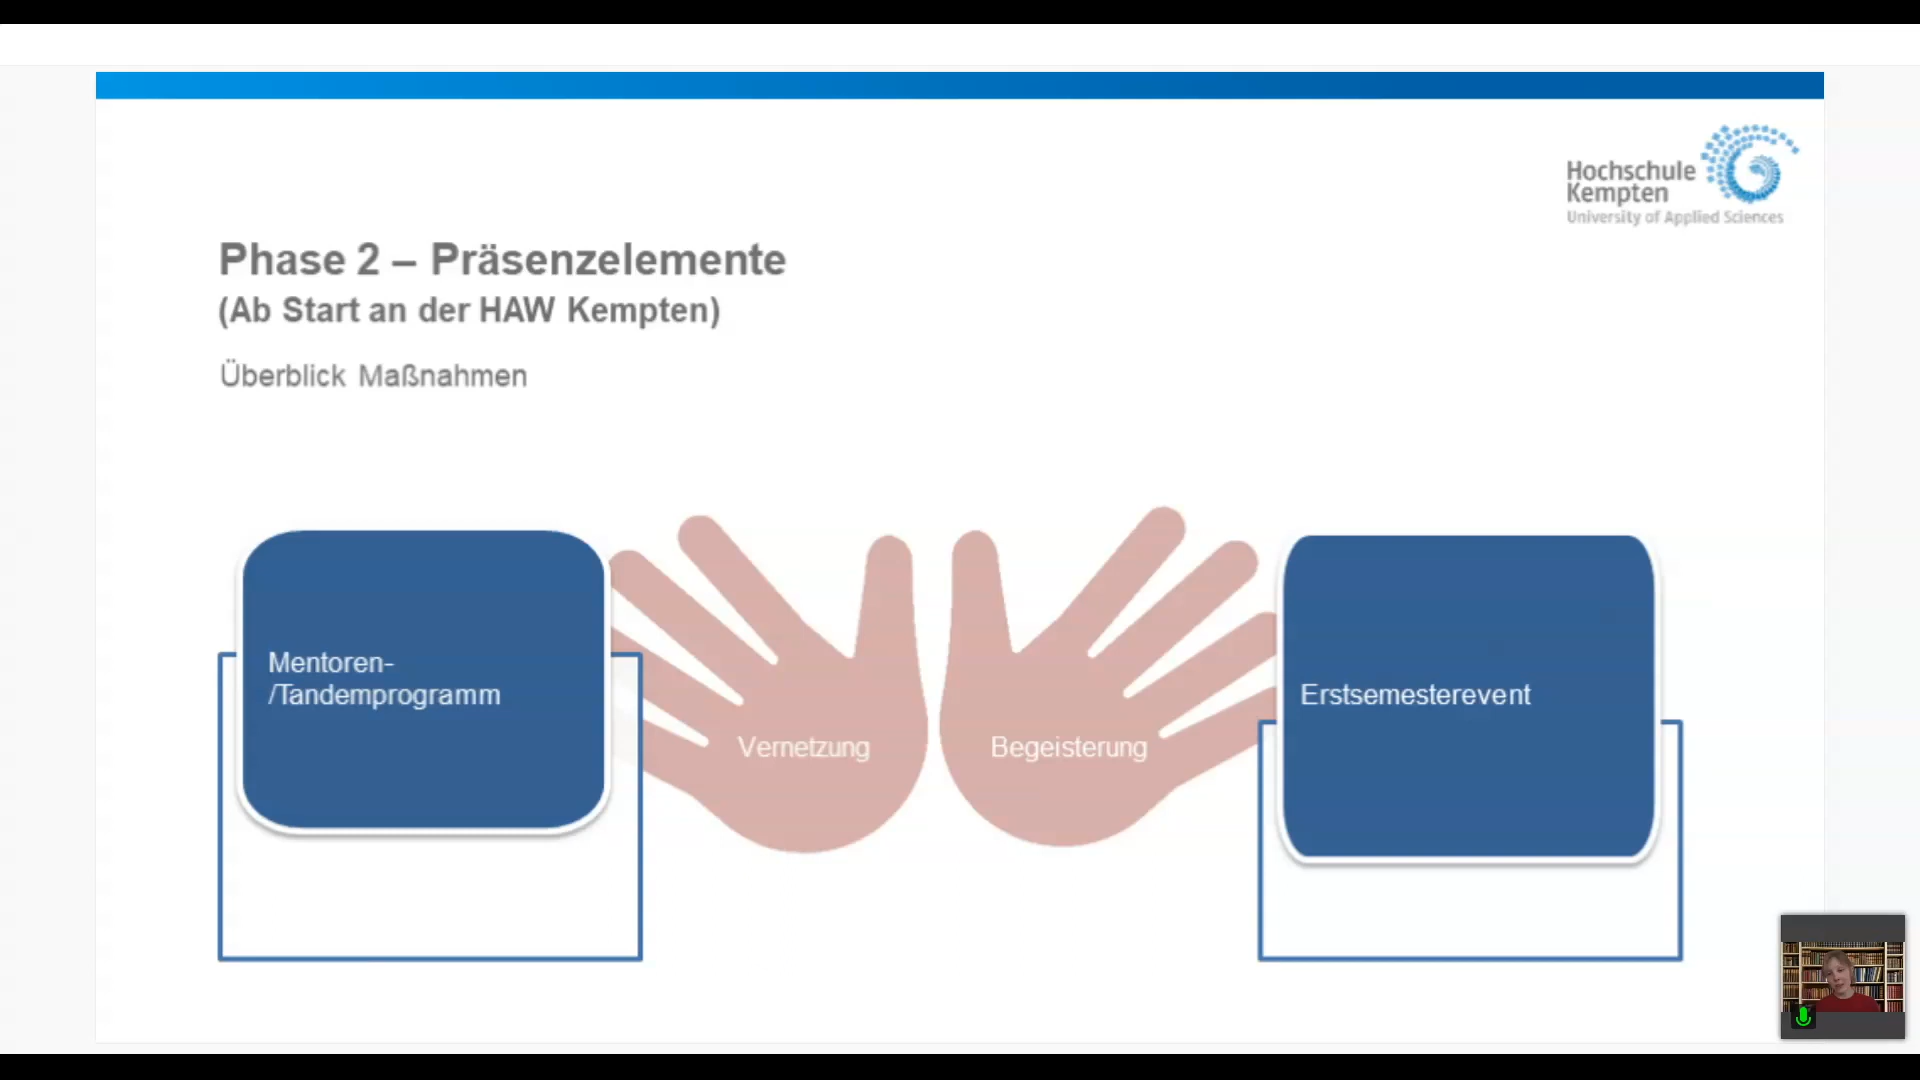 Hochschule
Kempten
University of Applied Sciences
Phase 2 – Präsenzelemente
(Ab Start an der HAW Kempten)
Überblick Maßnahmen
Mentoren-
/Tandemprogramm
Vernetzung
Begeisterung
Erstsemesterevent